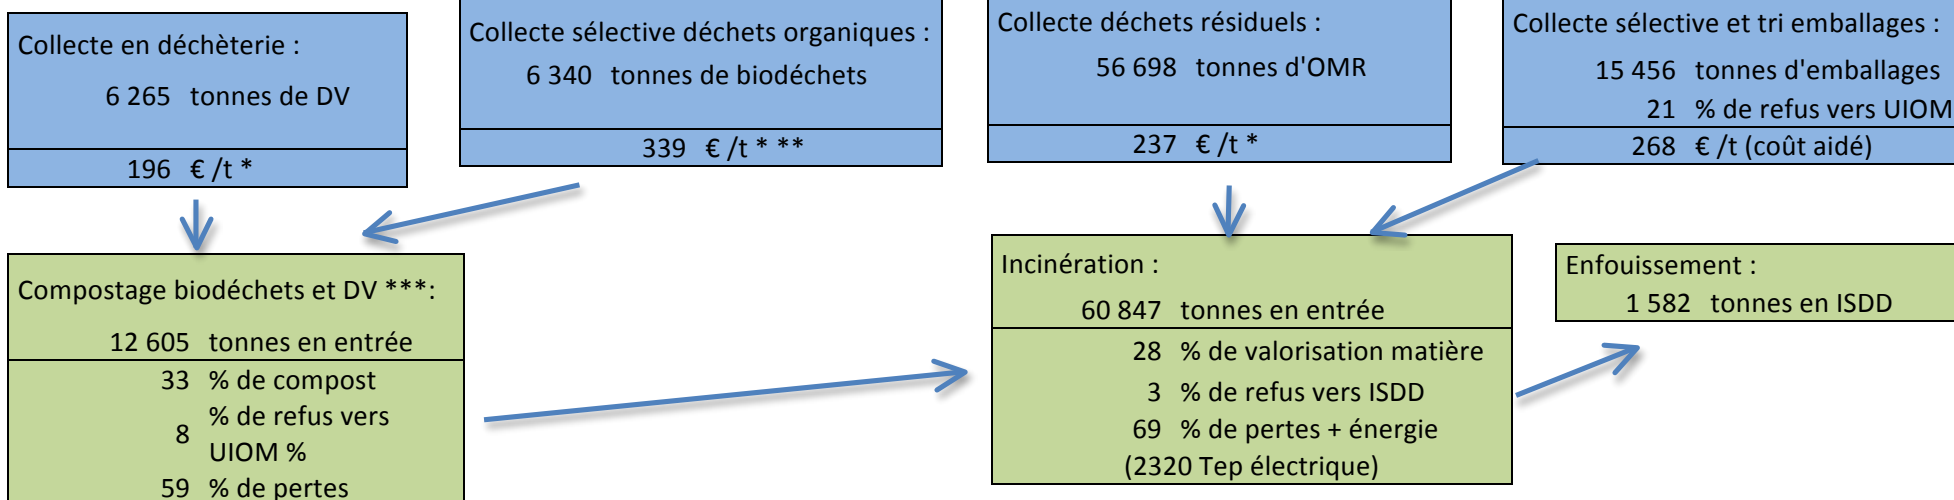 Collecte en déchèterie :
6 265 tonnes de DV
196 € /t *
Collecte sélective déchets organiques :
6 340 tonnes de biodéchets
339 € /t * **
Collecte déchets résiduels :
56 698 tonnes d'OMR
237 € /t *
Collecte sélective et tri emballages :
15 456 tonnes d'emballages
21 % de refus vers UIOM
268 € /t (coût aidé)
Compostage biodéchets et DV ***:
12 605 tonnes en entrée
33 % de compost
8 % de refus vers
UIOM %
59 % de pertes
Incinération :
60 847 tonnes en entrée
28 % de valorisation matière
3 % de refus vers ISDD
69 % de pertes + énergie
(2320 Tep électrique)
Enfouissement :
1 582 tonnes en ISDD